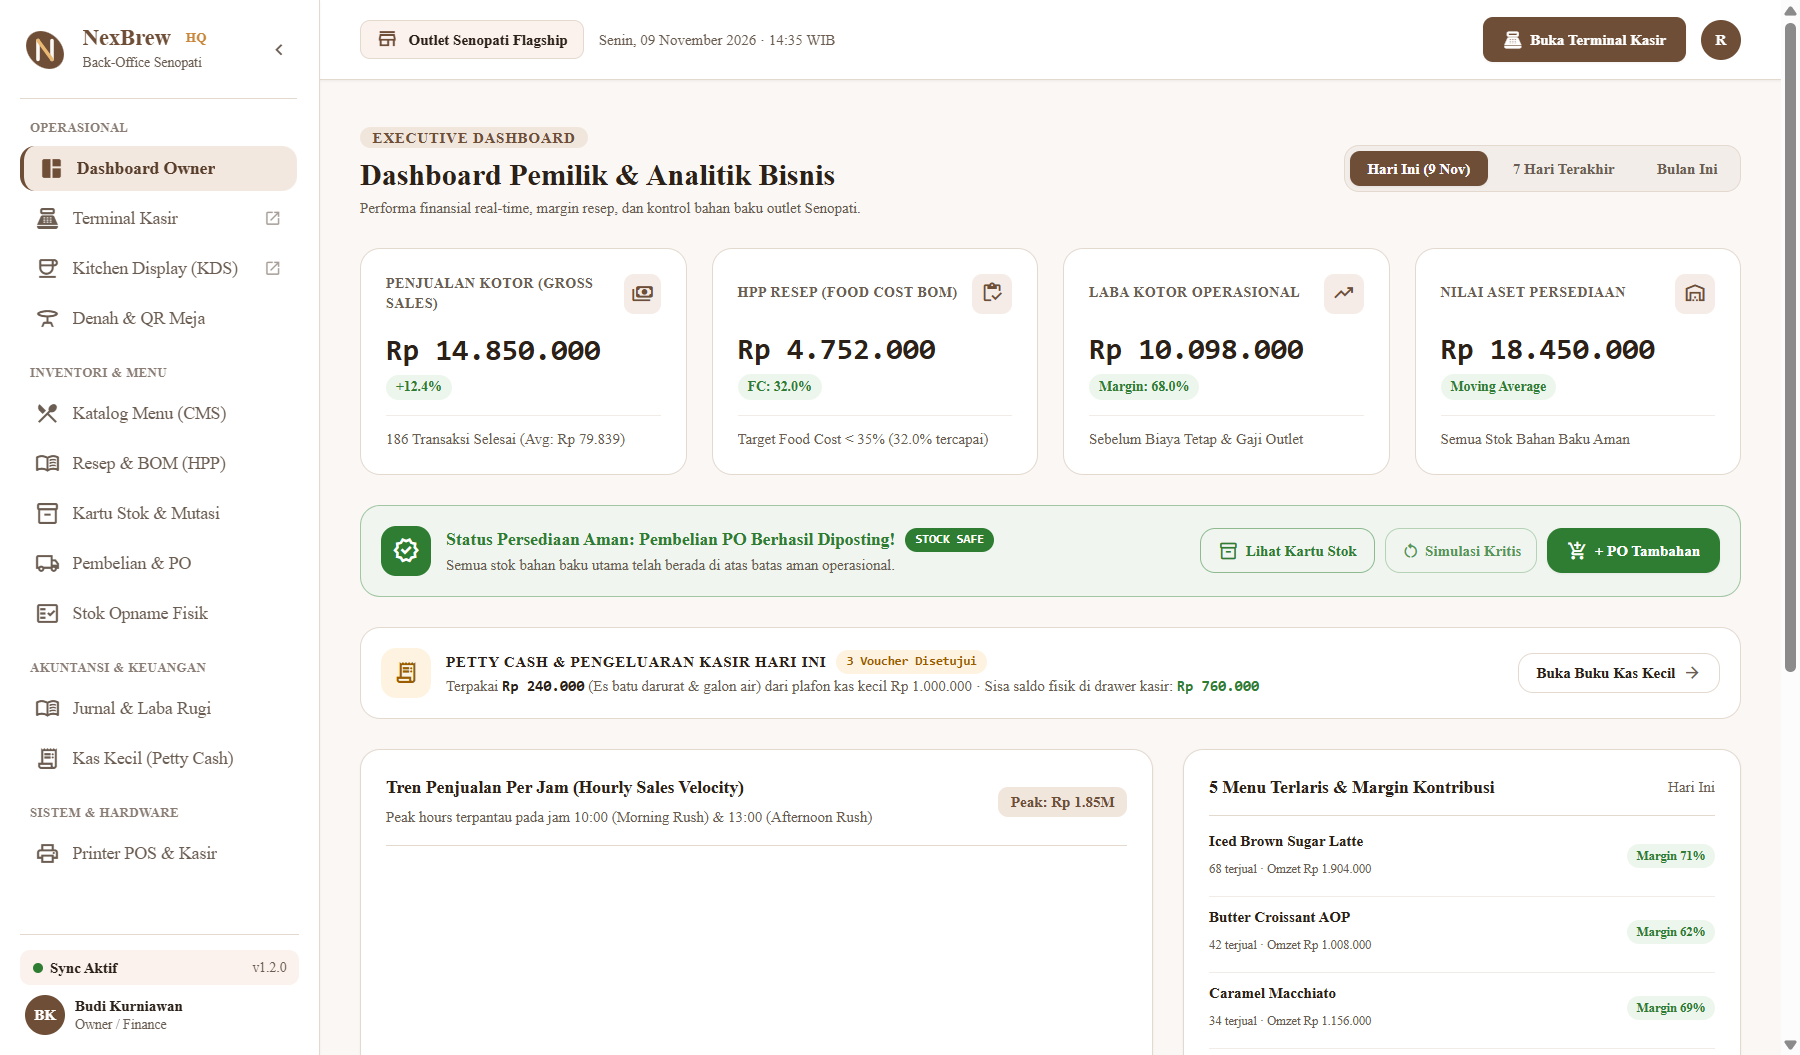 NexBrew HQ
Back-Office Senopati
OPERASIONAL
Dashboard Owner
Terminal Kasir
Kitchen Display (KDS)
Denah & QR Meja
INVENTORI & MENU
Katalog Menu (CMS)
Resep & BOM (HPP)
Kartu Stok & Mutasi
Pembelian & PO
Stok Opname Fisik
AKUNTANSI & KEUANGAN
Jurnal & Laba Rugi
Kas Kecil (Petty Cash)
SISTEM & HARDWARE
Printer POS & Kasir
Sync Aktif v1.2.0
BK
Budi Kurniawan
Owner / Finance
Outlet Senopati Flagship
Senin, 09 November 2026 · 14:35 WIB
Buka Terminal Kasir
R
EXECUTIVE DASHBOARD
Dashboard Pemilik & Analitik Bisnis
Performa finansial real-time, margin resep, dan kontrol bahan baku outlet Senopati.
Hari Ini (9 Nov) 7 Hari Terakhir Bulan Ini
PENJUALAN KOTOR (GROSS
SALES)
Rp 14.850.000
+12.4%
186 Transaksi Selesai (Avg: Rp 79.839)
HPP RESEP (FOOD COST BOM)
Rp 4.752.000
FC: 32.0%
Target Food Cost < 35% (32.0% tercapai)
LABA KOTOR OPERASIONAL
Rp 10.098.000
Margin: 68.0%
Sebelum Biaya Tetap & Gaji Outlet
NILAI ASET PERSEDIAAN
Rp 18.450.000
Moving Average
Semua Stok Bahan Baku Aman
Status Persediaan Aman: Pembelian PO Berhasil Diposting! STOCK SAFE
Semua stok bahan baku utama telah berada di atas batas aman operasional.
Lihat Kartu Stok
Simulasi Kritis
+ PO Tambahan
PETTY CASH & PENGELUARAN KASIR HARI INI 3 Voucher Disetujui
Terpakai Rp 240.000 (Es batu darurat & galon air) dari plafon kas kecil Rp 1.000.000 · Sisa saldo fisik di drawer kasir: Rp 760.000
Buka Buku Kas Kecil
Tren Penjualan Per Jam (Hourly Sales Velocity)
Peak hours terpantau pada jam 10:00 (Morning Rush) & 13:00 (Afternoon Rush)
Peak: Rp 1.85M
5 Menu Terlaris & Margin Kontribusi Hari Ini
Iced Brown Sugar Latte
68 terjual · Omzet Rp 1.904.000
Margin 71%
Butter Croissant AOP
42 terjual · Omzet Rp 1.008.000
Margin 62%
Caramel Macchiato
34 terjual · Omzet Rp 1.156.000
Margin 69%